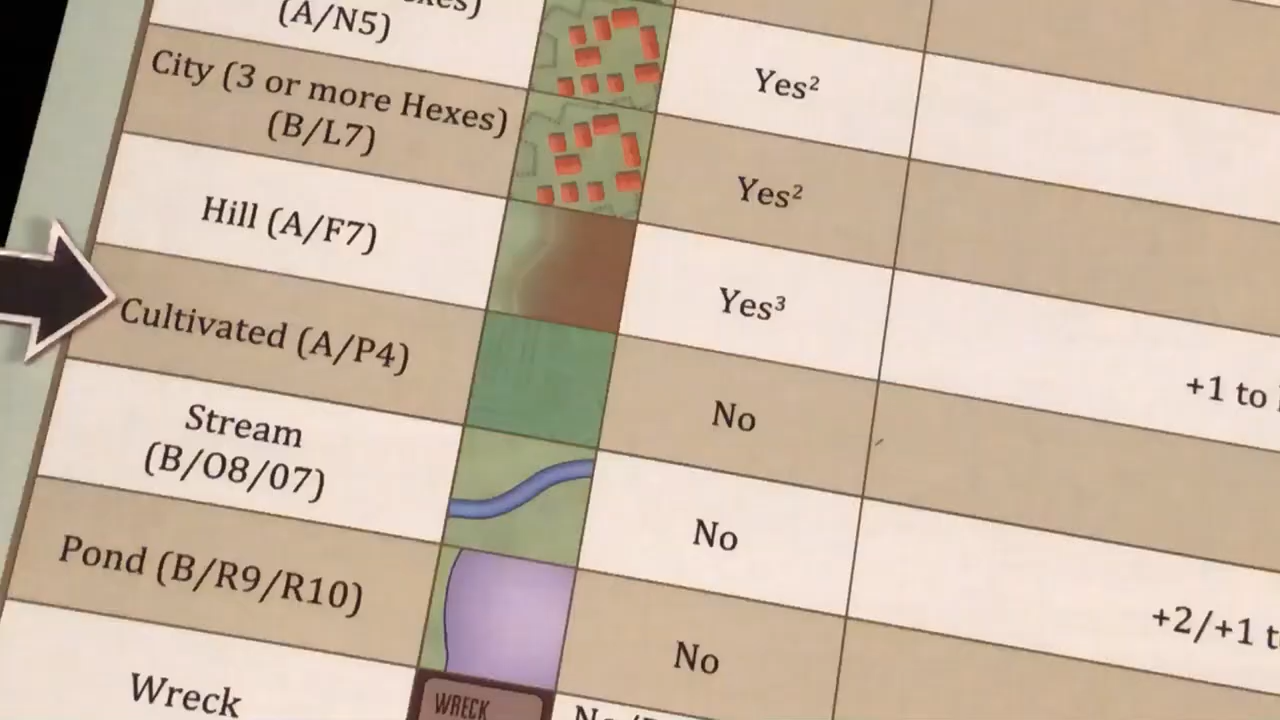 (A/N5)
City (3 or more Hexes)
(B/L7)
Hill (A/F7)
Cultivated (A/P4)
Stream
(B/O8/07)
Pond (B/R9/R10)
Wreck
WRECK
Yes²
Yes²
Yes³
No
No
No
+1 to
+2/+1